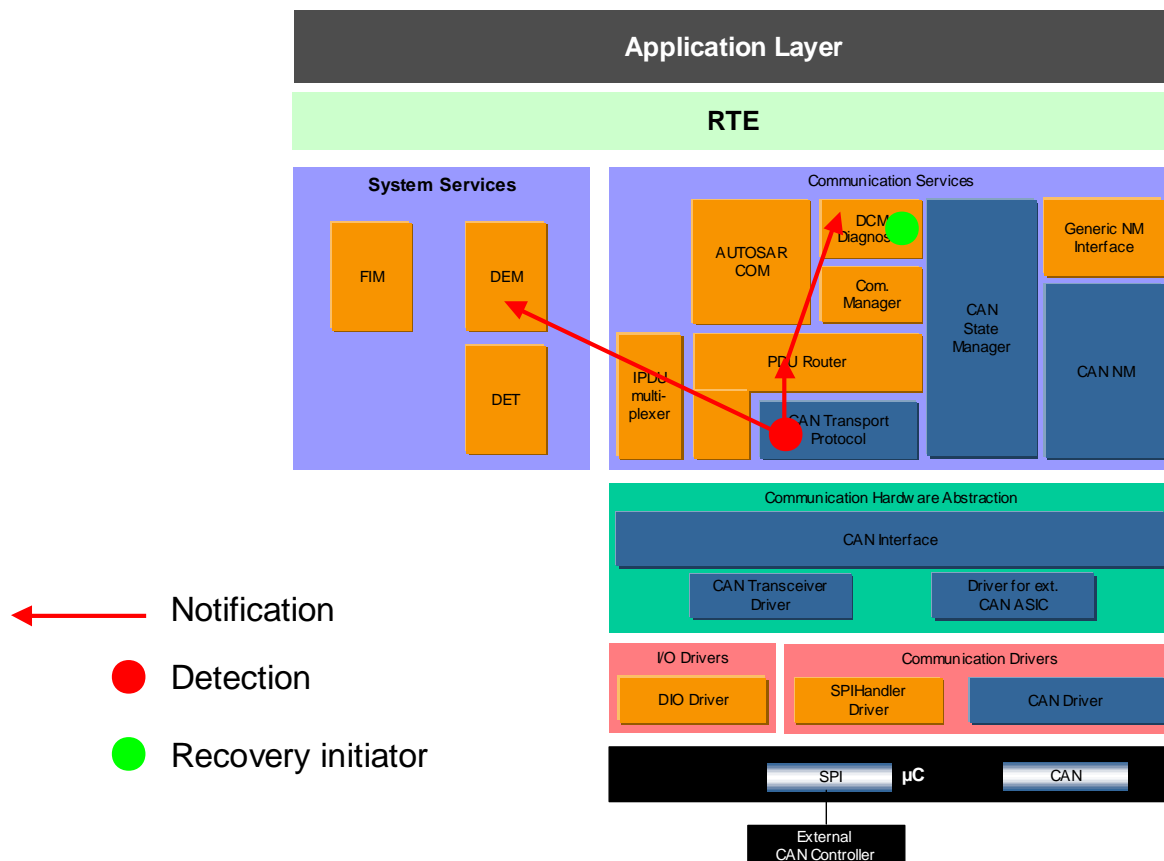 Application Layer
RTE
System Services
FIM
DEM
DET
Communication Services
AUTOSAR
COM
DCM
Com.
Manager
PDU Router
IPDU
multi-
plexer
CAN Transport
Protocol
CAN
State
Manager
Generic NM
Interface
CAN NM
Communication Hardware Abstraction
CAN Interface
CAN Transceiver
Driver
Driver for ext.
CAN ASIC
I/O Drivers
DIO Driver
Communication Drivers
SPIHandler
Driver
CAN Driver
SPI
µC
CAN
External
CAN Controller
Notification
Detection
Recovery initiator